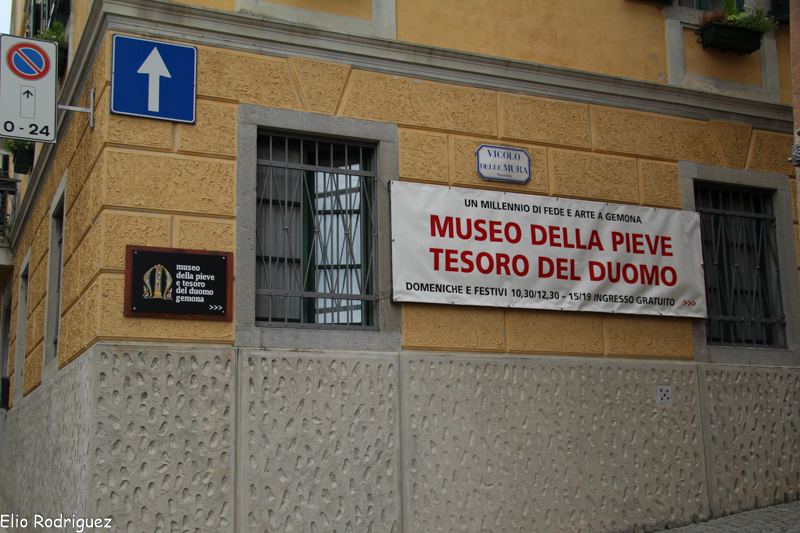 0 - 24
VICOLO
DELLE MURA
UN MILLENNIO DI FEDE E ARTE A GEMONA
MUSEO DELLA PIEVE
TESORO DEL DUOMO
DOMENICHE E FESTIVI 10,30/12,30 – 15/19 INGRESSO GRATUITO >>>
museo
della pieve
e tesoro
del duomo
gemona
>>>
Elio Rodriguez